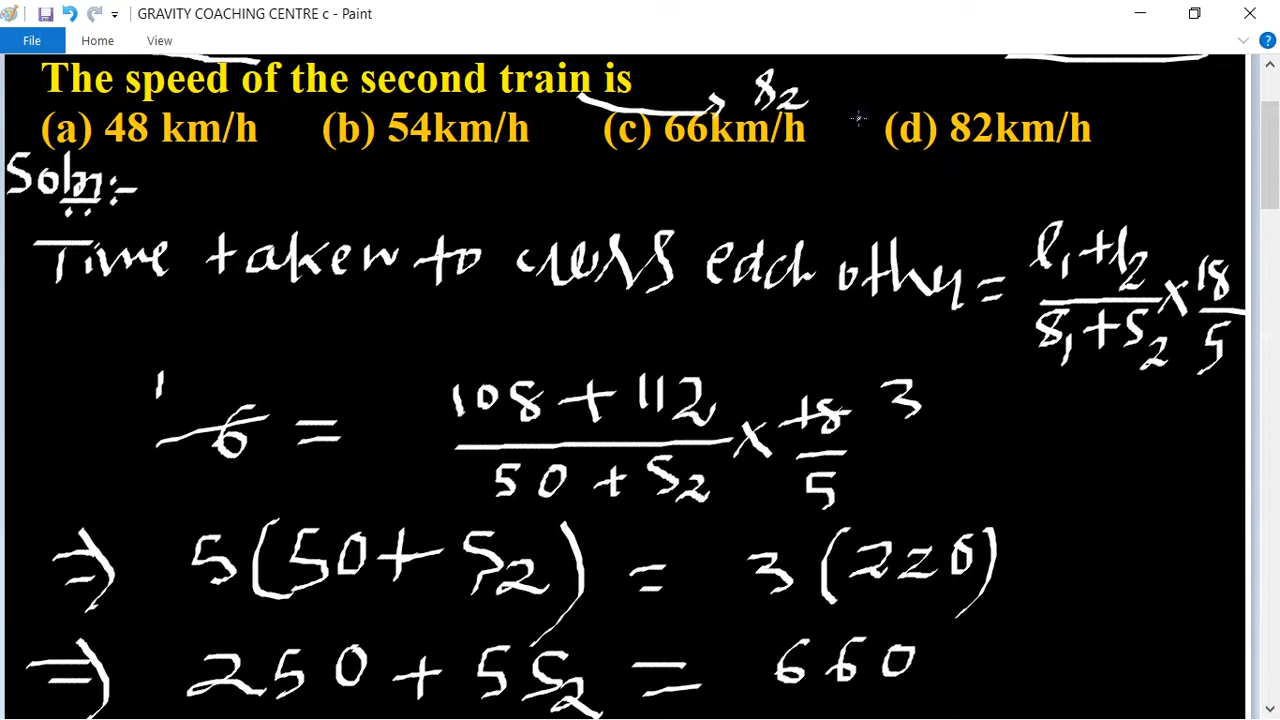 GRAVITY COACHING CENTRE c - Paint
File Home View
The speed of the second train is S2
(a) 48 km/h (b) 54km/h (c) 66km/h (d) 82km/h
Soln:-
Time taken to cross each other = l1+l2 / S1+S2 × 18/5
1 6 = 108+112 / 50+S2 × 18/5 3
⇒ 5(50+S2) = 3(220)
⇒ 250+5S2 = 660